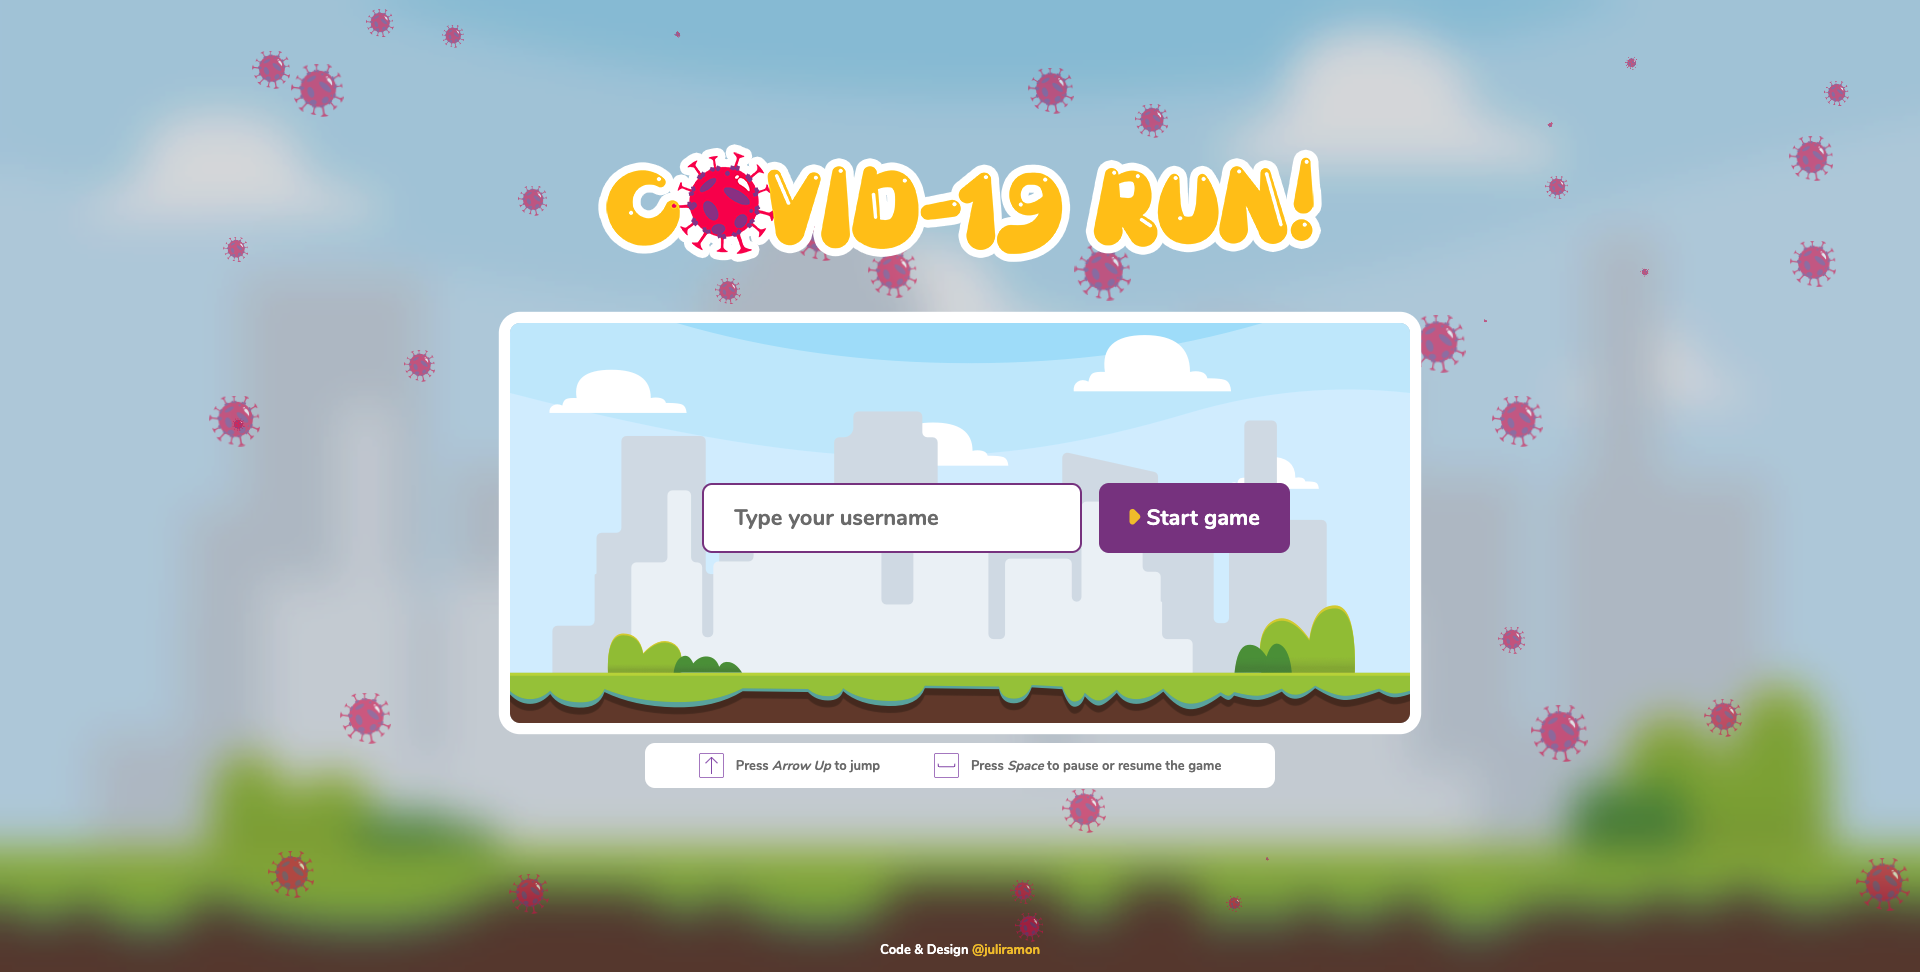 COVID-19 RUN!
Type your username
Start game
Press Arrow Up to jump
Press Space to pause or resume the game
Code & Design @juliramon